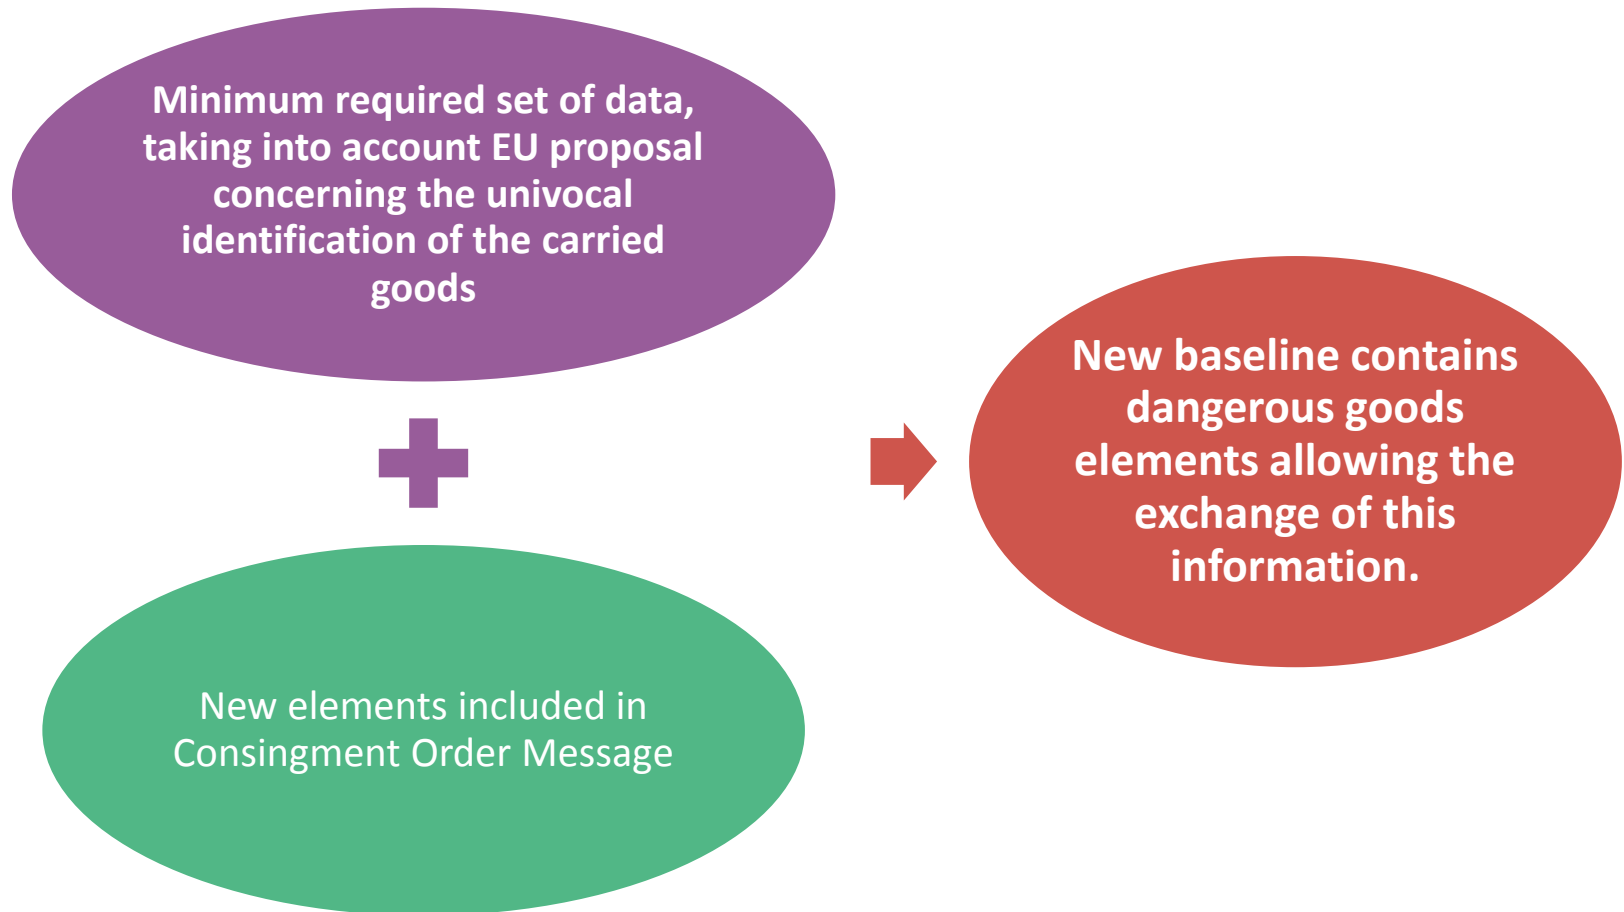 Minimum required set of data,
taking into account EU proposal
concerning the univocal
identification of the carried
goods
New elements included in
Consingment Order Message
New baseline contains
dangerous goods
elements allowing the
exchange of this
information.